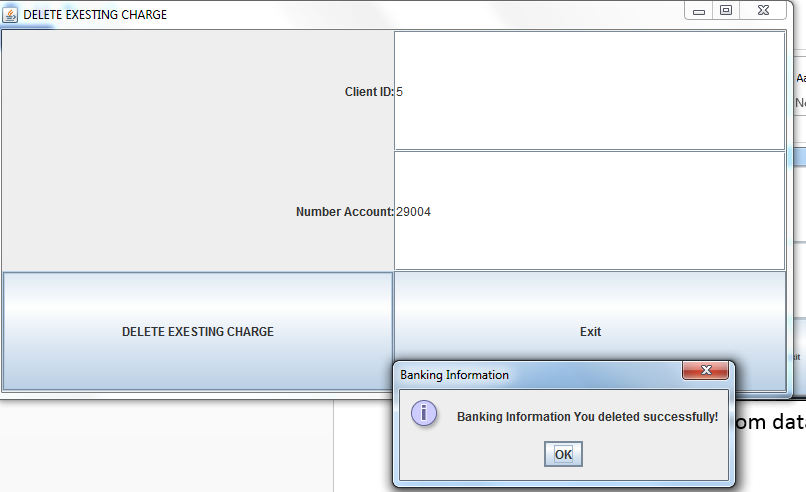 DELETE EXESTING CHARGE
Client ID: 5
Number Account: 29004
DELETE EXESTING CHARGE
Exit
Banking Information
Banking Information You deleted successfully!
OK
om data